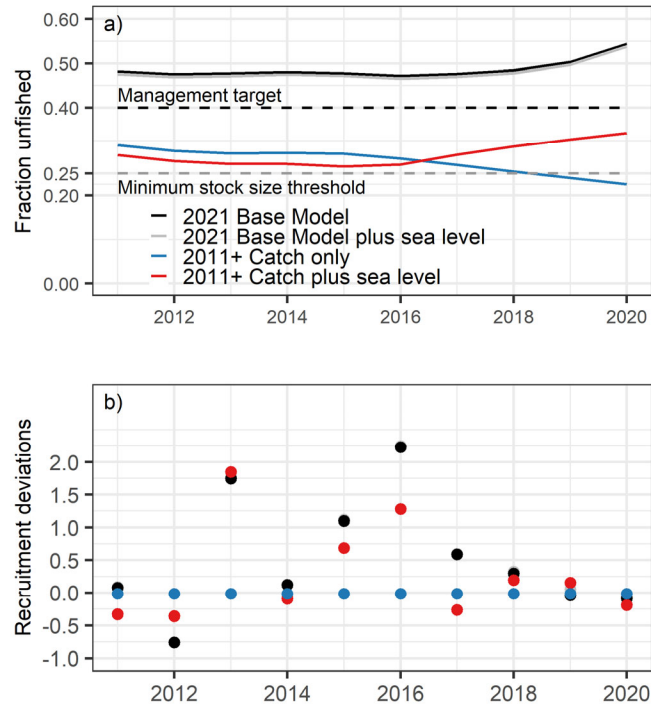 a)
0.60
0.50
0.40
0.25
0.20
0.00
Fraction unfished
Management target
Minimum stock size threshold
2021 Base Model
2021 Base Model plus sea level
2011+ Catch only
2011+ Catch plus sea level
2012 2014 2016 2018 2020
b)
2.0
1.5
1.0
0.5
0.0
-0.5
-1.0
Recruitment deviations
2012 2014 2016 2018 2020